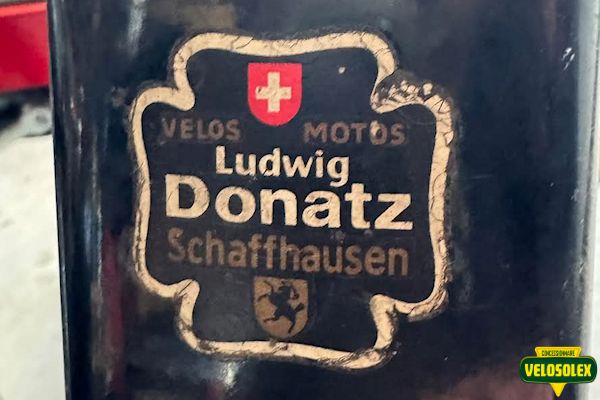 VELOS MOTOS
Ludwig
Donatz
Schaffhausen
CONCESSIONNAIRE
VELOSOLEX